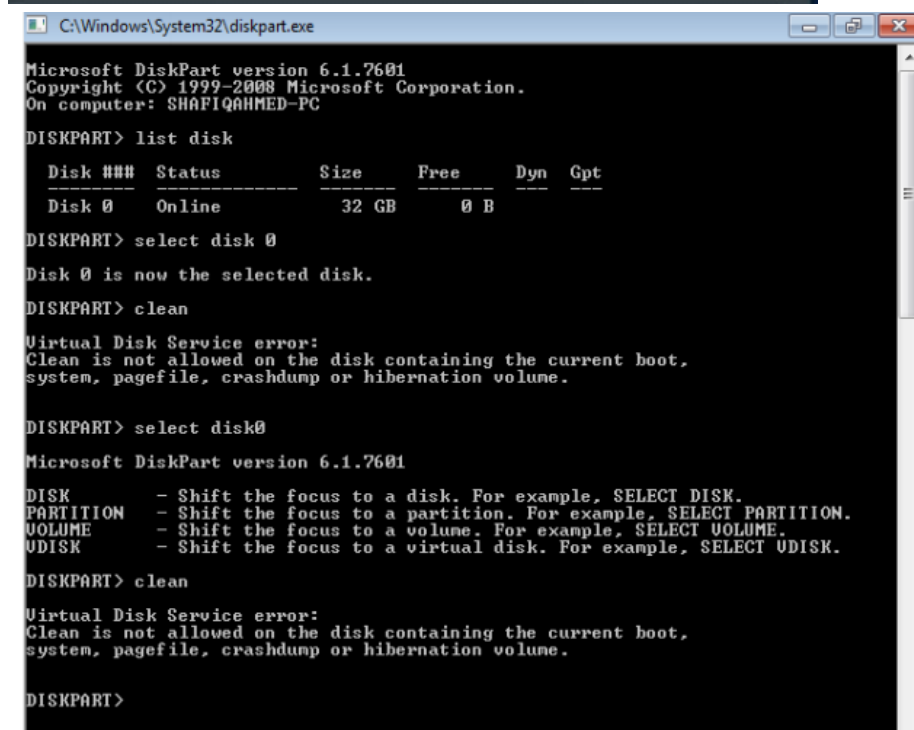 C:\Windows\System32\diskpart.exe
Microsoft DiskPart version 6.1.7601
Copyright (C) 1999-2008 Microsoft Corporation.
On computer: SHAFIQAHMED-PC
DISKPART> list disk
Disk ### Status Size Free Dyn Gpt
-------- ------------- ------- ------- --- ---
Disk 0 Online 32 GB 0 B
DISKPART> select disk 0
Disk 0 is now the selected disk.
DISKPART> clean
Virtual Disk Service error:
Clean is not allowed on the disk containing the current boot,
system, pagefile, crashdump or hibernation volume.
DISKPART> select disk0
Microsoft DiskPart version 6.1.7601
DISK - Shift the focus to a disk. For example, SELECT DISK.
PARTITION - Shift the focus to a partition. For example, SELECT PARTITION.
VOLUME - Shift the focus to a volume. For example, SELECT VOLUME.
VDISK - Shift the focus to a virtual disk. For example, SELECT VDISK.
DISKPART> clean
Virtual Disk Service error:
Clean is not allowed on the disk containing the current boot,
system, pagefile, crashdump or hibernation volume.
DISKPART>